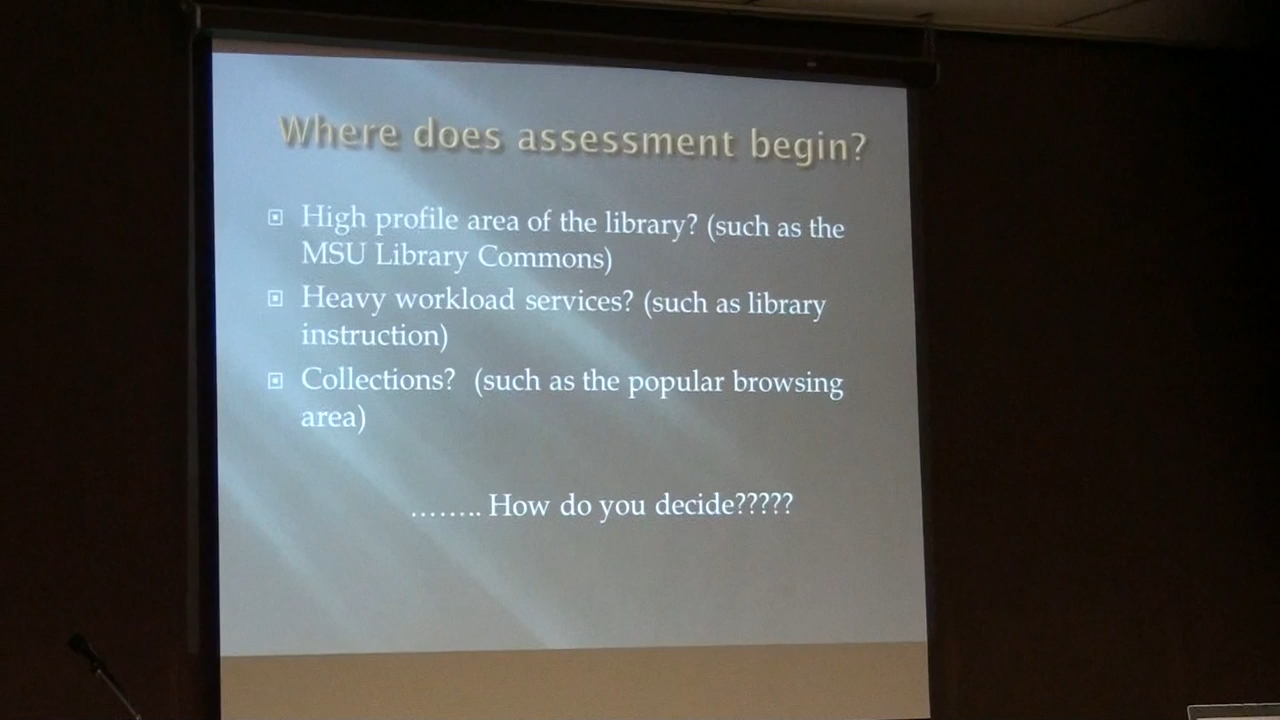 Where does assessment begin?
High profile area of the library? (such as the
MSU Library Commons)
Heavy workload services? (such as library
instruction)
Collections? (such as the popular browsing
area)
…….. How do you decide?????